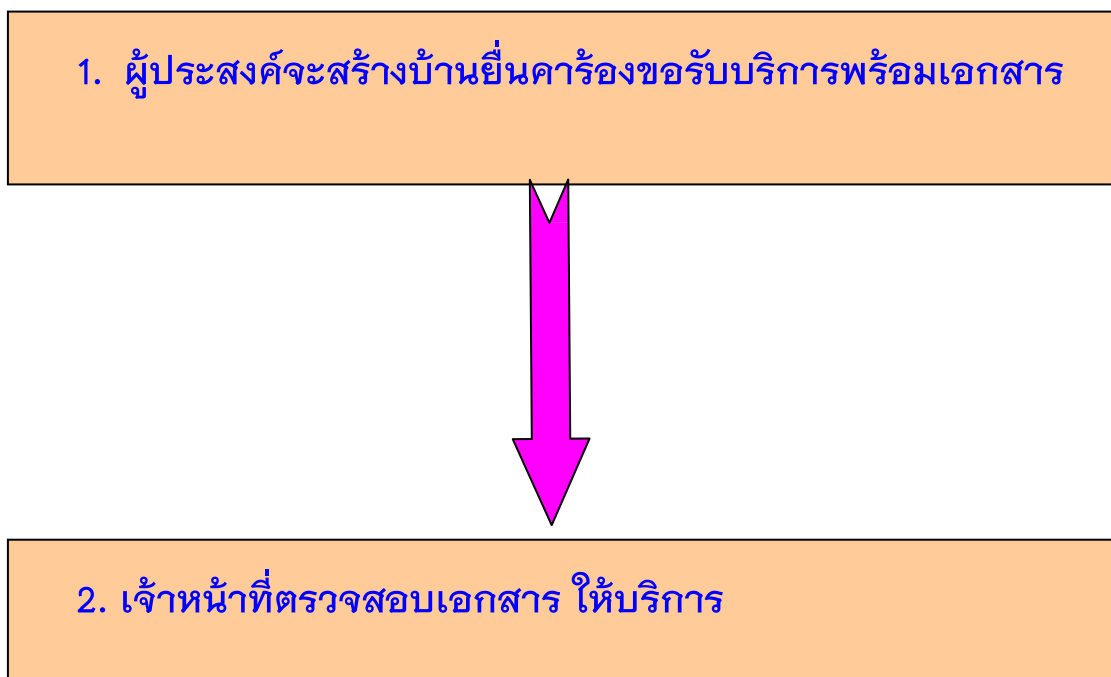 1. ผู้ประสงค์จะสร้างบ้านยื่นคาร้องขอรับบริการพร้อมเอกสาร
2. เจ้าหน้าที่ตรวจสอบเอกสาร ให้บริการ